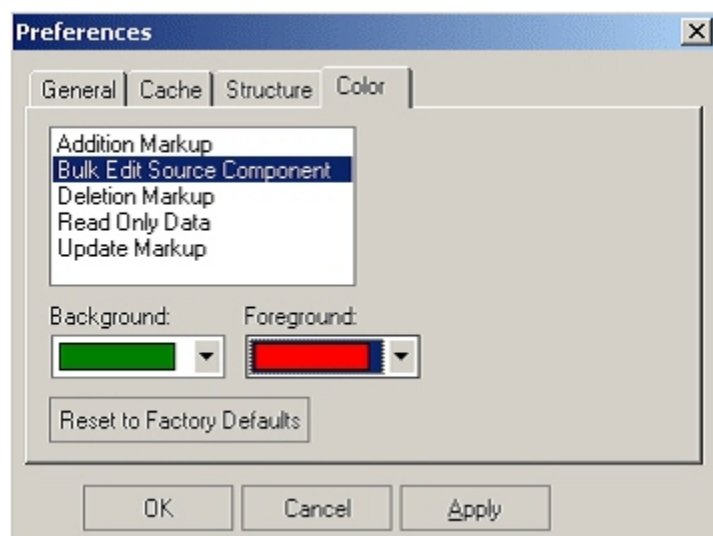 Preferences
General Cache Structure Color
Addition Markup
Bulk Edit Source Component
Deletion Markup
Read Only Data
Update Markup
Background: Foreground:
Reset to Factory Defaults
OK Cancel Apply